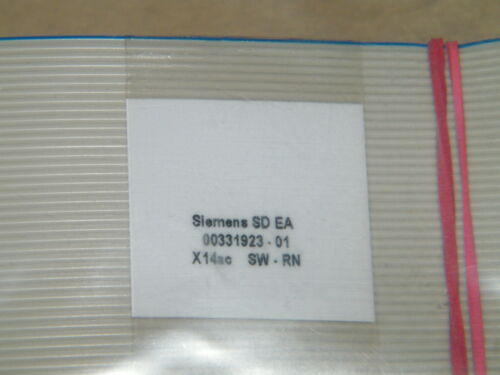 Siemens SD EA
00331923 - 01
X14ac SW - RN